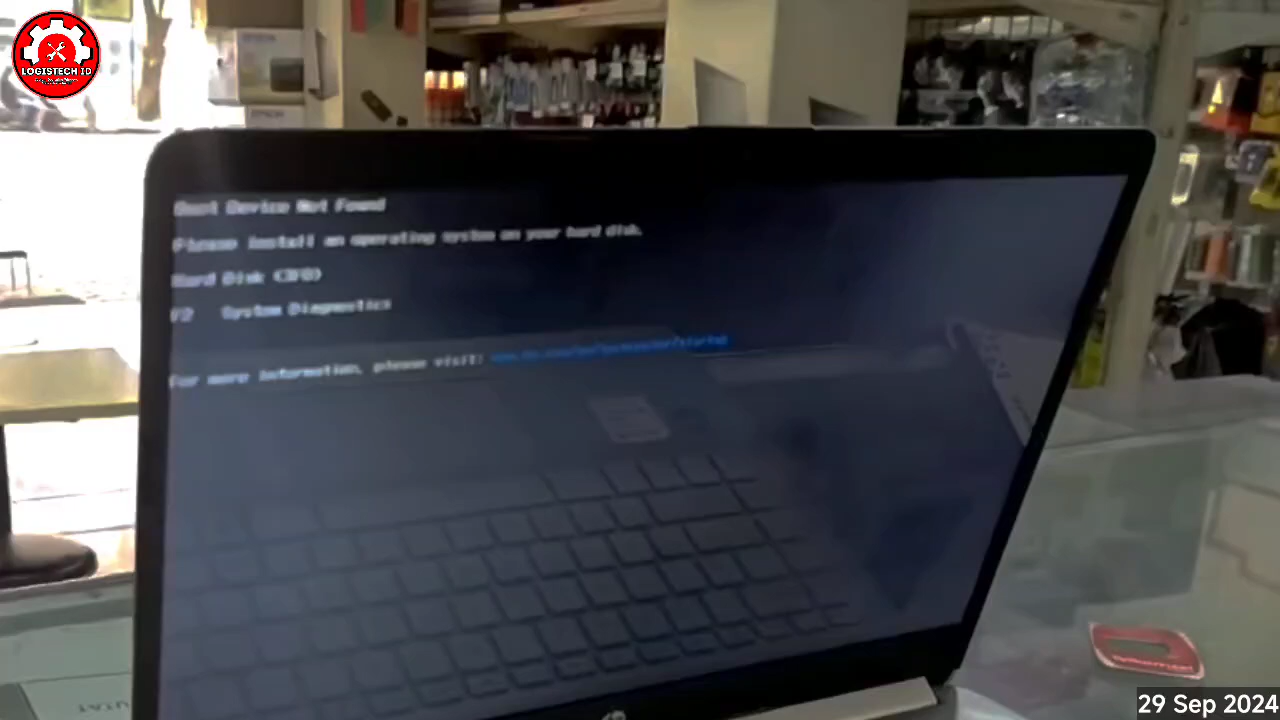 LOGISTECH ID
Boot Device Not Found
Please install an operating system on your hard disk.
Hard Disk (3F0)
F2 System Diagnostics
For more information, please visit:
hp
29 Sep 2024